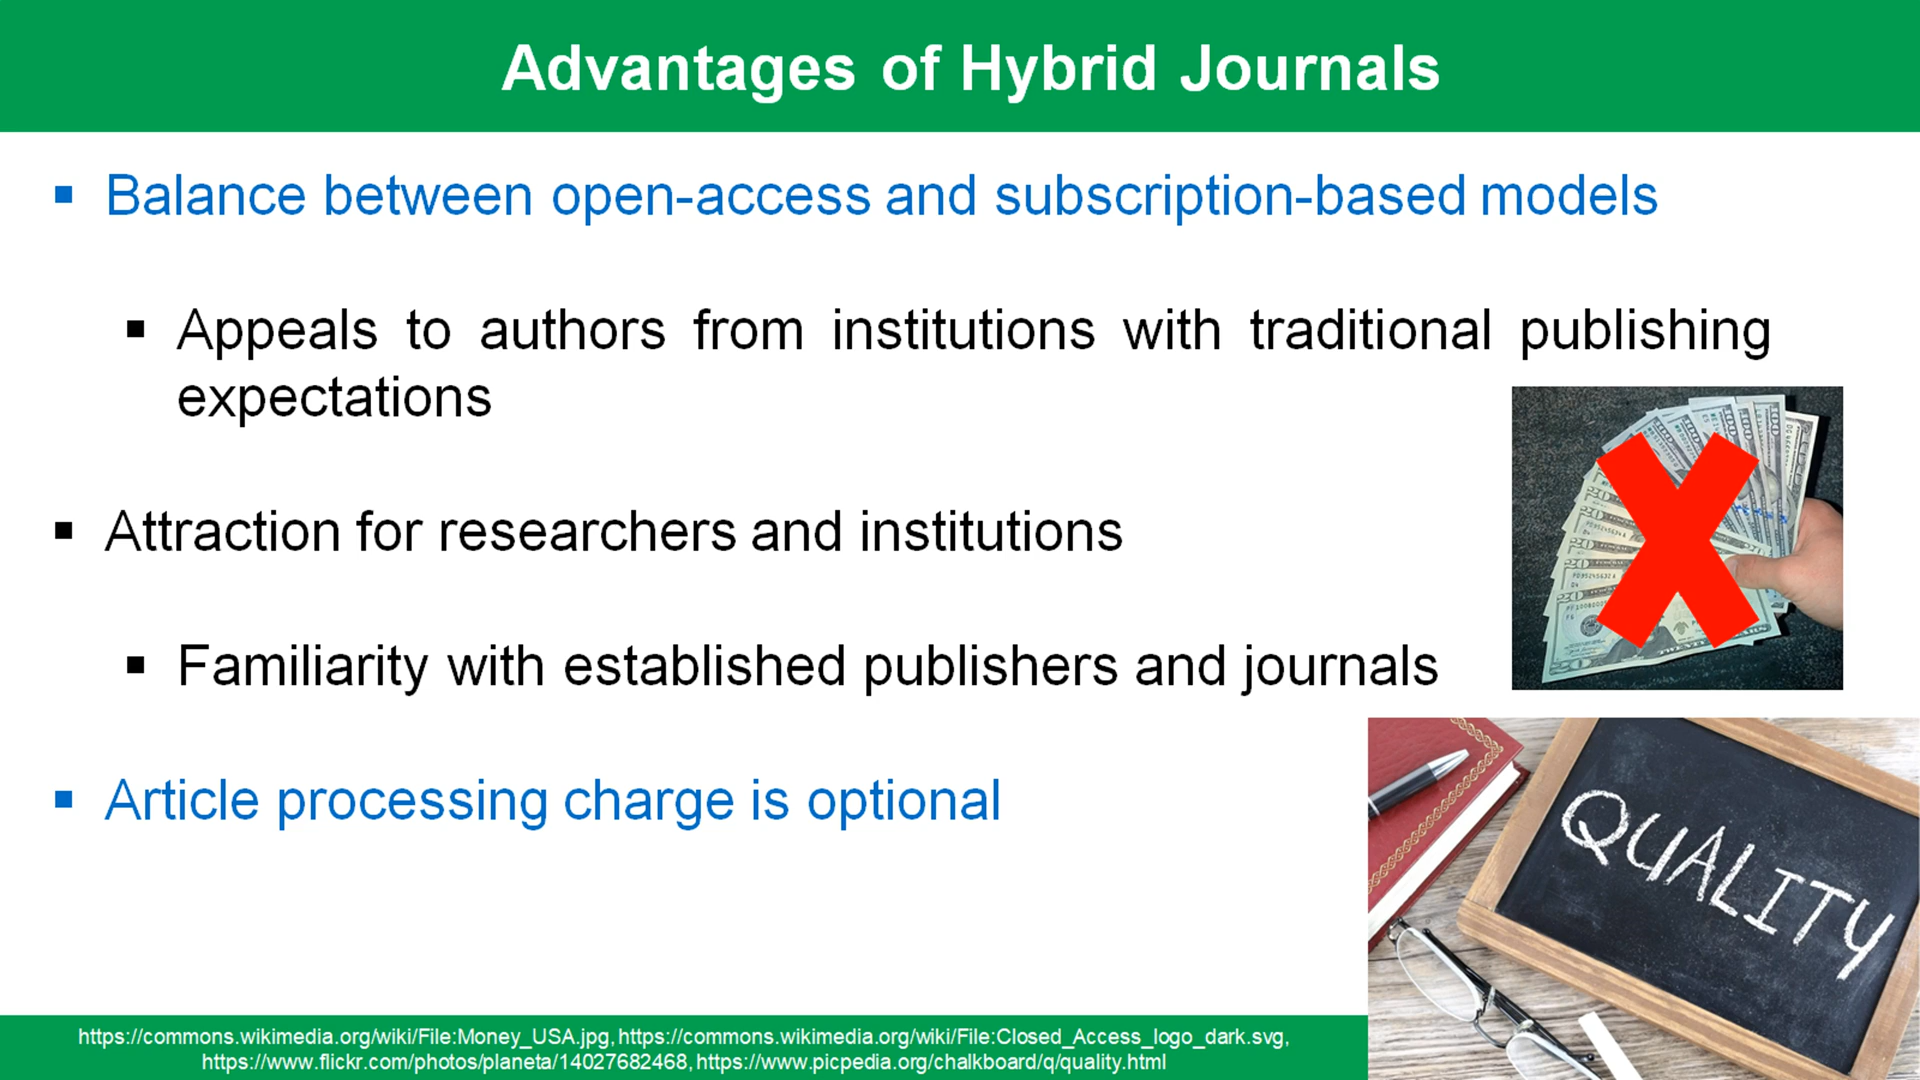 Advantages of Hybrid Journals
▪ Balance between open-access and subscription-based models
▪ Appeals to authors from institutions with traditional publishing
expectations
▪ Attraction for researchers and institutions
▪ Familiarity with established publishers and journals
▪ Article processing charge is optional
QUALITY
https://commons.wikimedia.org/wiki/File:Money_USA.jpg, https://commons.wikimedia.org/wiki/File:Closed_Access_logo_dark.svg,
https://www.flickr.com/photos/planeta/14027682468, https://www.picpedia.org/chalkboard/q/quality.html